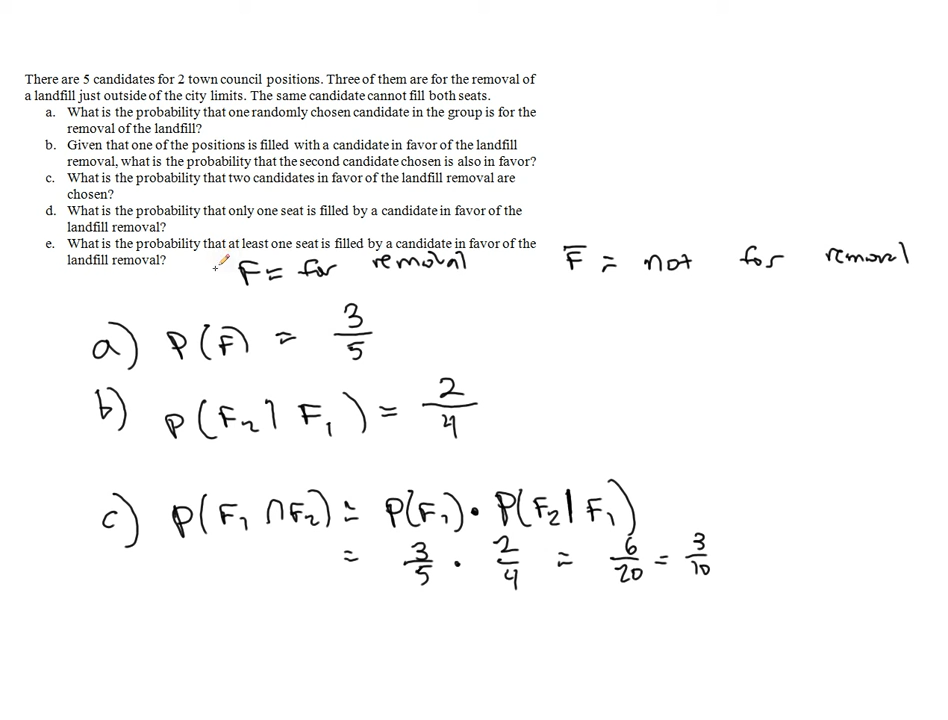 There are 5 candidates for 2 town council positions. Three of them are for the removal of
a landfill just outside of the city limits. The same candidate cannot fill both seats.
a. What is the probability that one randomly chosen candidate in the group is for the
removal of the landfill?
b. Given that one of the positions is filled with a candidate in favor of the landfill
removal, what is the probability that the second candidate chosen is also in favor?
c. What is the probability that two candidates in favor of the landfill removal are
chosen?
d. What is the probability that only one seat is filled by a candidate in favor of the
landfill removal?
e. What is the probability that at least one seat is filled by a candidate in favor of the
landfill removal?
F = for removal
F̅ = not for removal
a) P(F) = 3/5
b) P(F₂ | F₁) = 2/4
c) P(F₁ ∩ F₂) = P(F₁) · P(F₂ | F₁)
= 3/5 · 2/4 = 6/20 = 3/10